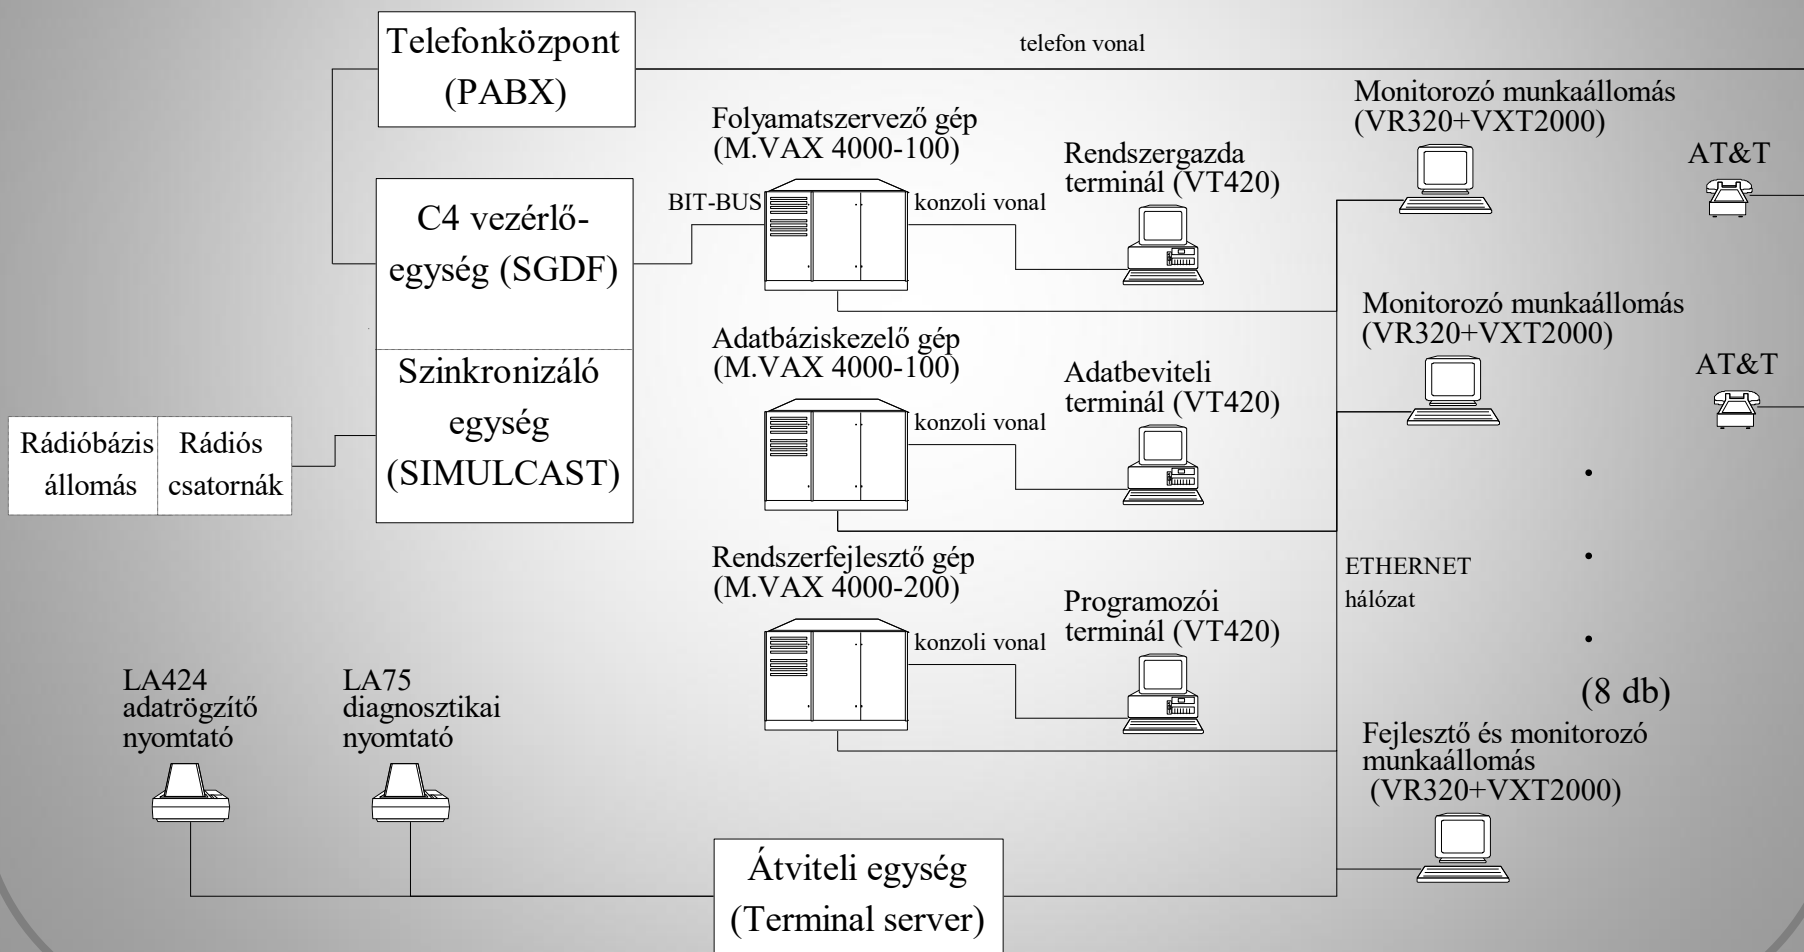 Telefonközpont
(PABX)
telefon vonal
Folyamatszervező gép
(M.VAX 4000-100)
Rendszergazda
terminál (VT420)
Monitorozó munkaállomás
(VR320+VXT2000)
AT&T
C4 vezérlő-
egység (SGDF)
BIT-BUS
konzoli vonal
Monitorozó munkaállomás
(VR320+VXT2000)
AT&T
Szinkronizáló
egység
(SIMULCAST)
Adatbáziskezelő gép
(M.VAX 4000-100)
Adatbeviteli
terminál (VT420)
konzoli vonal
Rádióbázis
állomás
Rádiós
csatornák
Rendszerfejlesztő gép
(M.VAX 4000-200)
Programozói
terminál (VT420)
konzoli vonal
ETHERNET
hálózat
.
.
.
(8 db)
LA424
adatrögzítő
nyomtató
LA75
diagnosztikai
nyomtató
Fejlesztő és monitorozó
munkaállomás
(VR320+VXT2000)
Átviteli egység
(Terminal server)